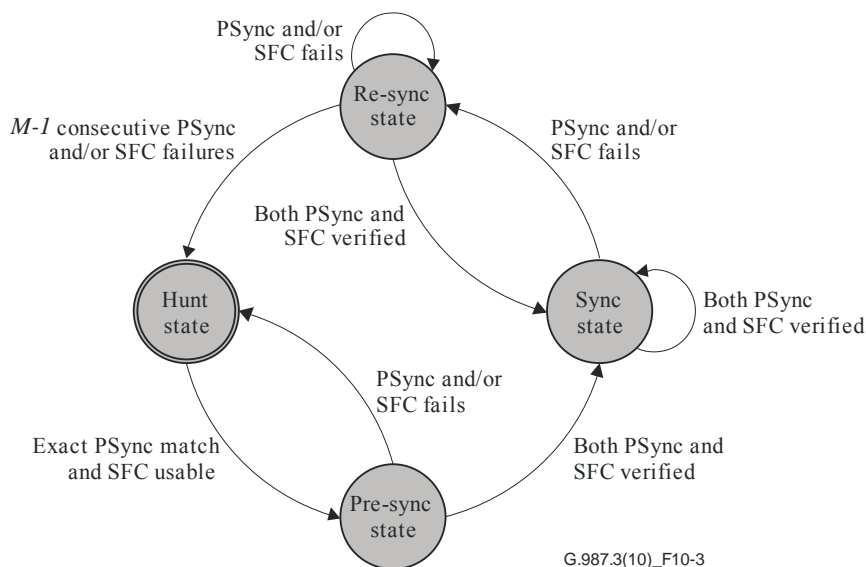 PSync and/or
SFC fails
Re-sync
state
M-1 consecutive PSync
and/or SFC failures
PSync and/or
SFC fails
Both PSync and
SFC verified
Hunt
state
Sync
state
Both PSync
and SFC verified
PSync and/or
SFC fails
Exact PSync match
and SFC usable
Both PSync and
SFC verified
Pre-sync
state
G.987.3(10)_F10-3